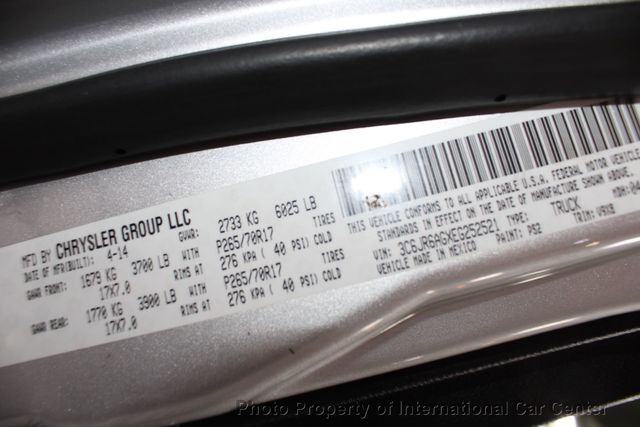 MFD BY CHRYSLER GROUP LLC
DATE OF MFR(BUILT): 4-14 GVWR: 2733 KG 6025 LB
GAWR FRONT: 1679 KG 3700 LB TIRES P265/70R17
17X7.0 RIMS AT 276 KPA ( 40 PSI) COLD
GAWR REAR: 1770 KG 3900 LB TIRES P265/70R17
17X7.0 RIMS AT 276 KPA ( 40 PSI) COLD
THIS VEHICLE CONFORMS TO ALL APPLICABLE U.S.A. FEDERAL MOTOR VEHICLE
STANDARDS IN EFFECT ON THE DATE OF MANUFACTURE SHOWN ABOVE.
VIN: 3C6JR6AGXEG252521 TYPE: TRUCK
VEHICLE MADE IN MEXICO PAINT: PS2
Photo Property of International Car Center